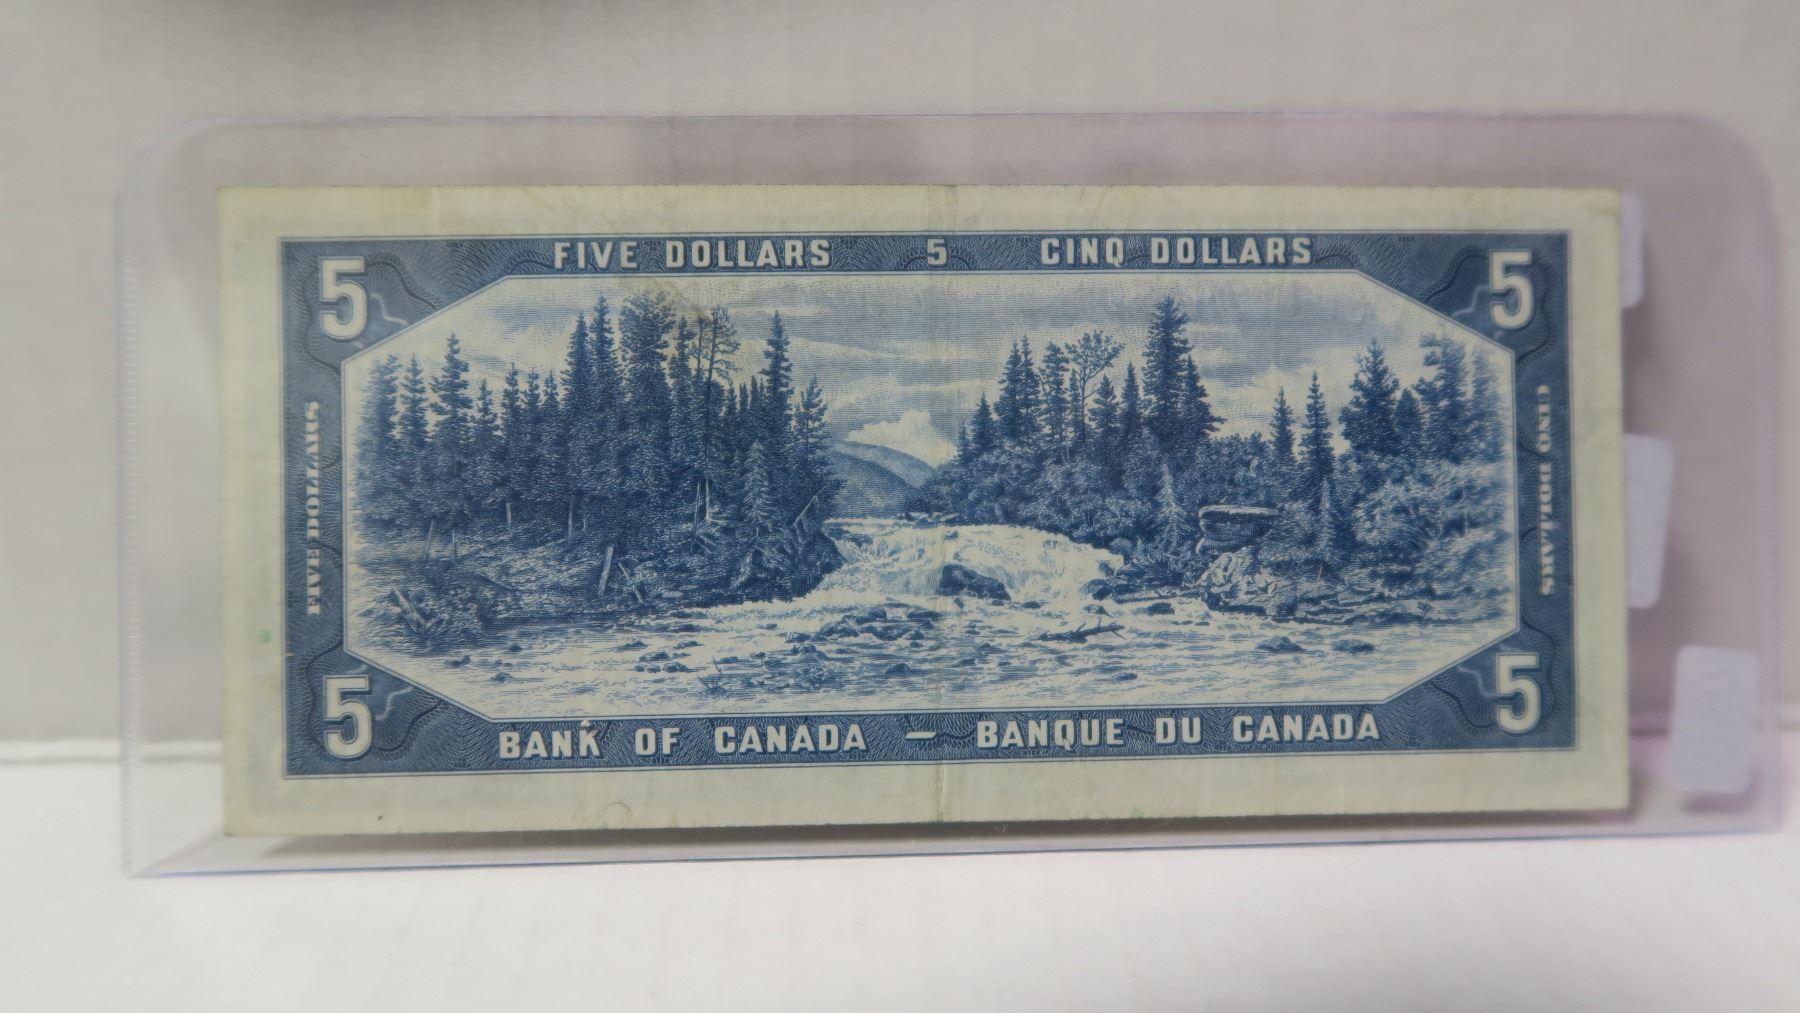 FIVE DOLLARS 5 CINQ DOLLARS
5 5
FIVE DOLLARS
CINQ DOLLARS
5 5
BANK OF CANADA — BANQUE DU CANADA